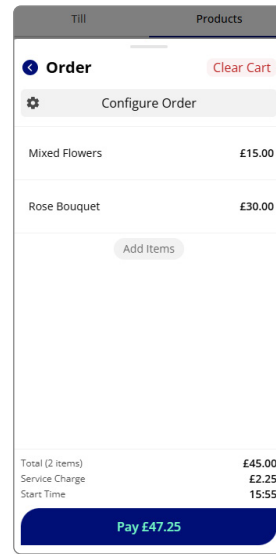 Till Products
Order Clear Cart
Configure Order
Mixed Flowers £15.00
Rose Bouquet £30.00
Add Items
Total (2 items) £45.00
Service Charge £2.25
Start Time 15:55
Pay £47.25